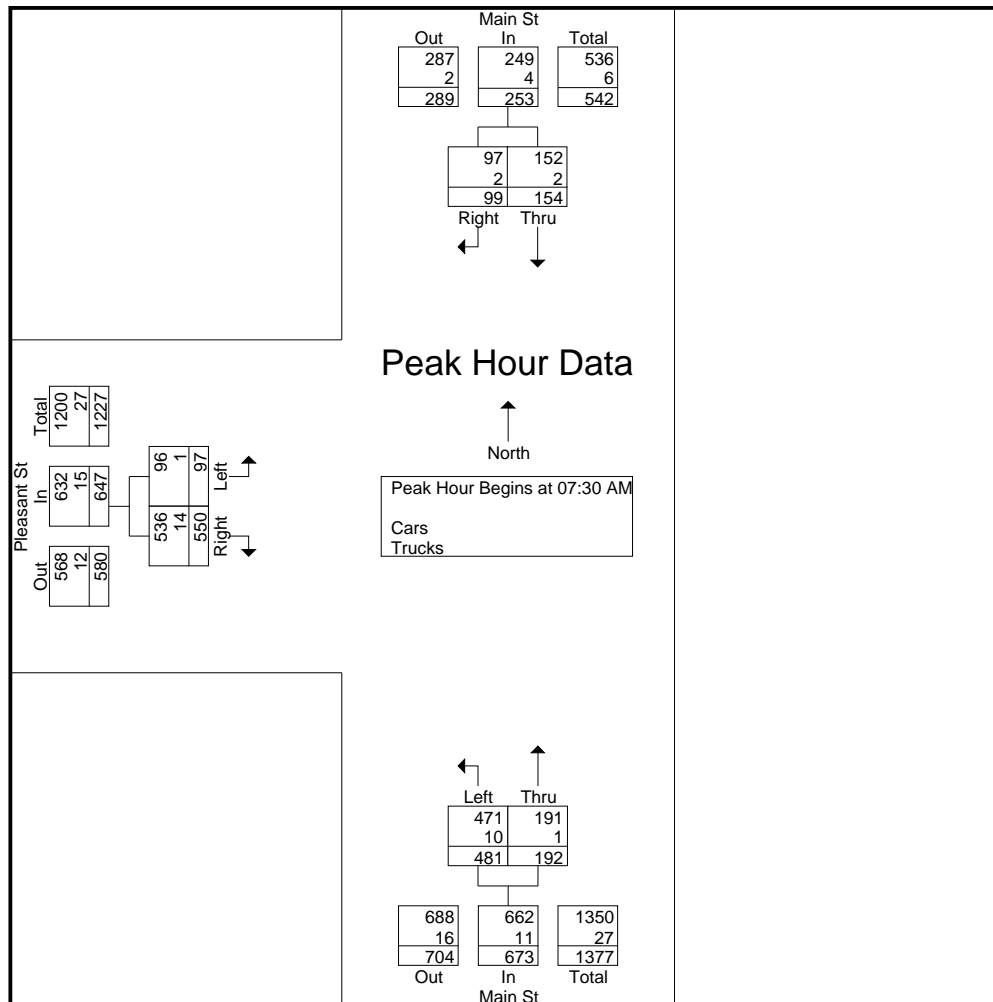 Main St
Out In Total
287 249 536
2 4 6
289 253 542
97 152
2 2
99 154
Right Thru
Peak Hour Data
North
Peak Hour Begins at 07:30 AM
Cars
Trucks
Pleasant St
Out In Total
568 632 1200
12 15 27
580 647 1227
536 96
14 1
550 97
Right Left
Left Thru
471 191
10 1
481 192
688 662 1350
16 11 27
704 673 1377
Out In Total
Main St